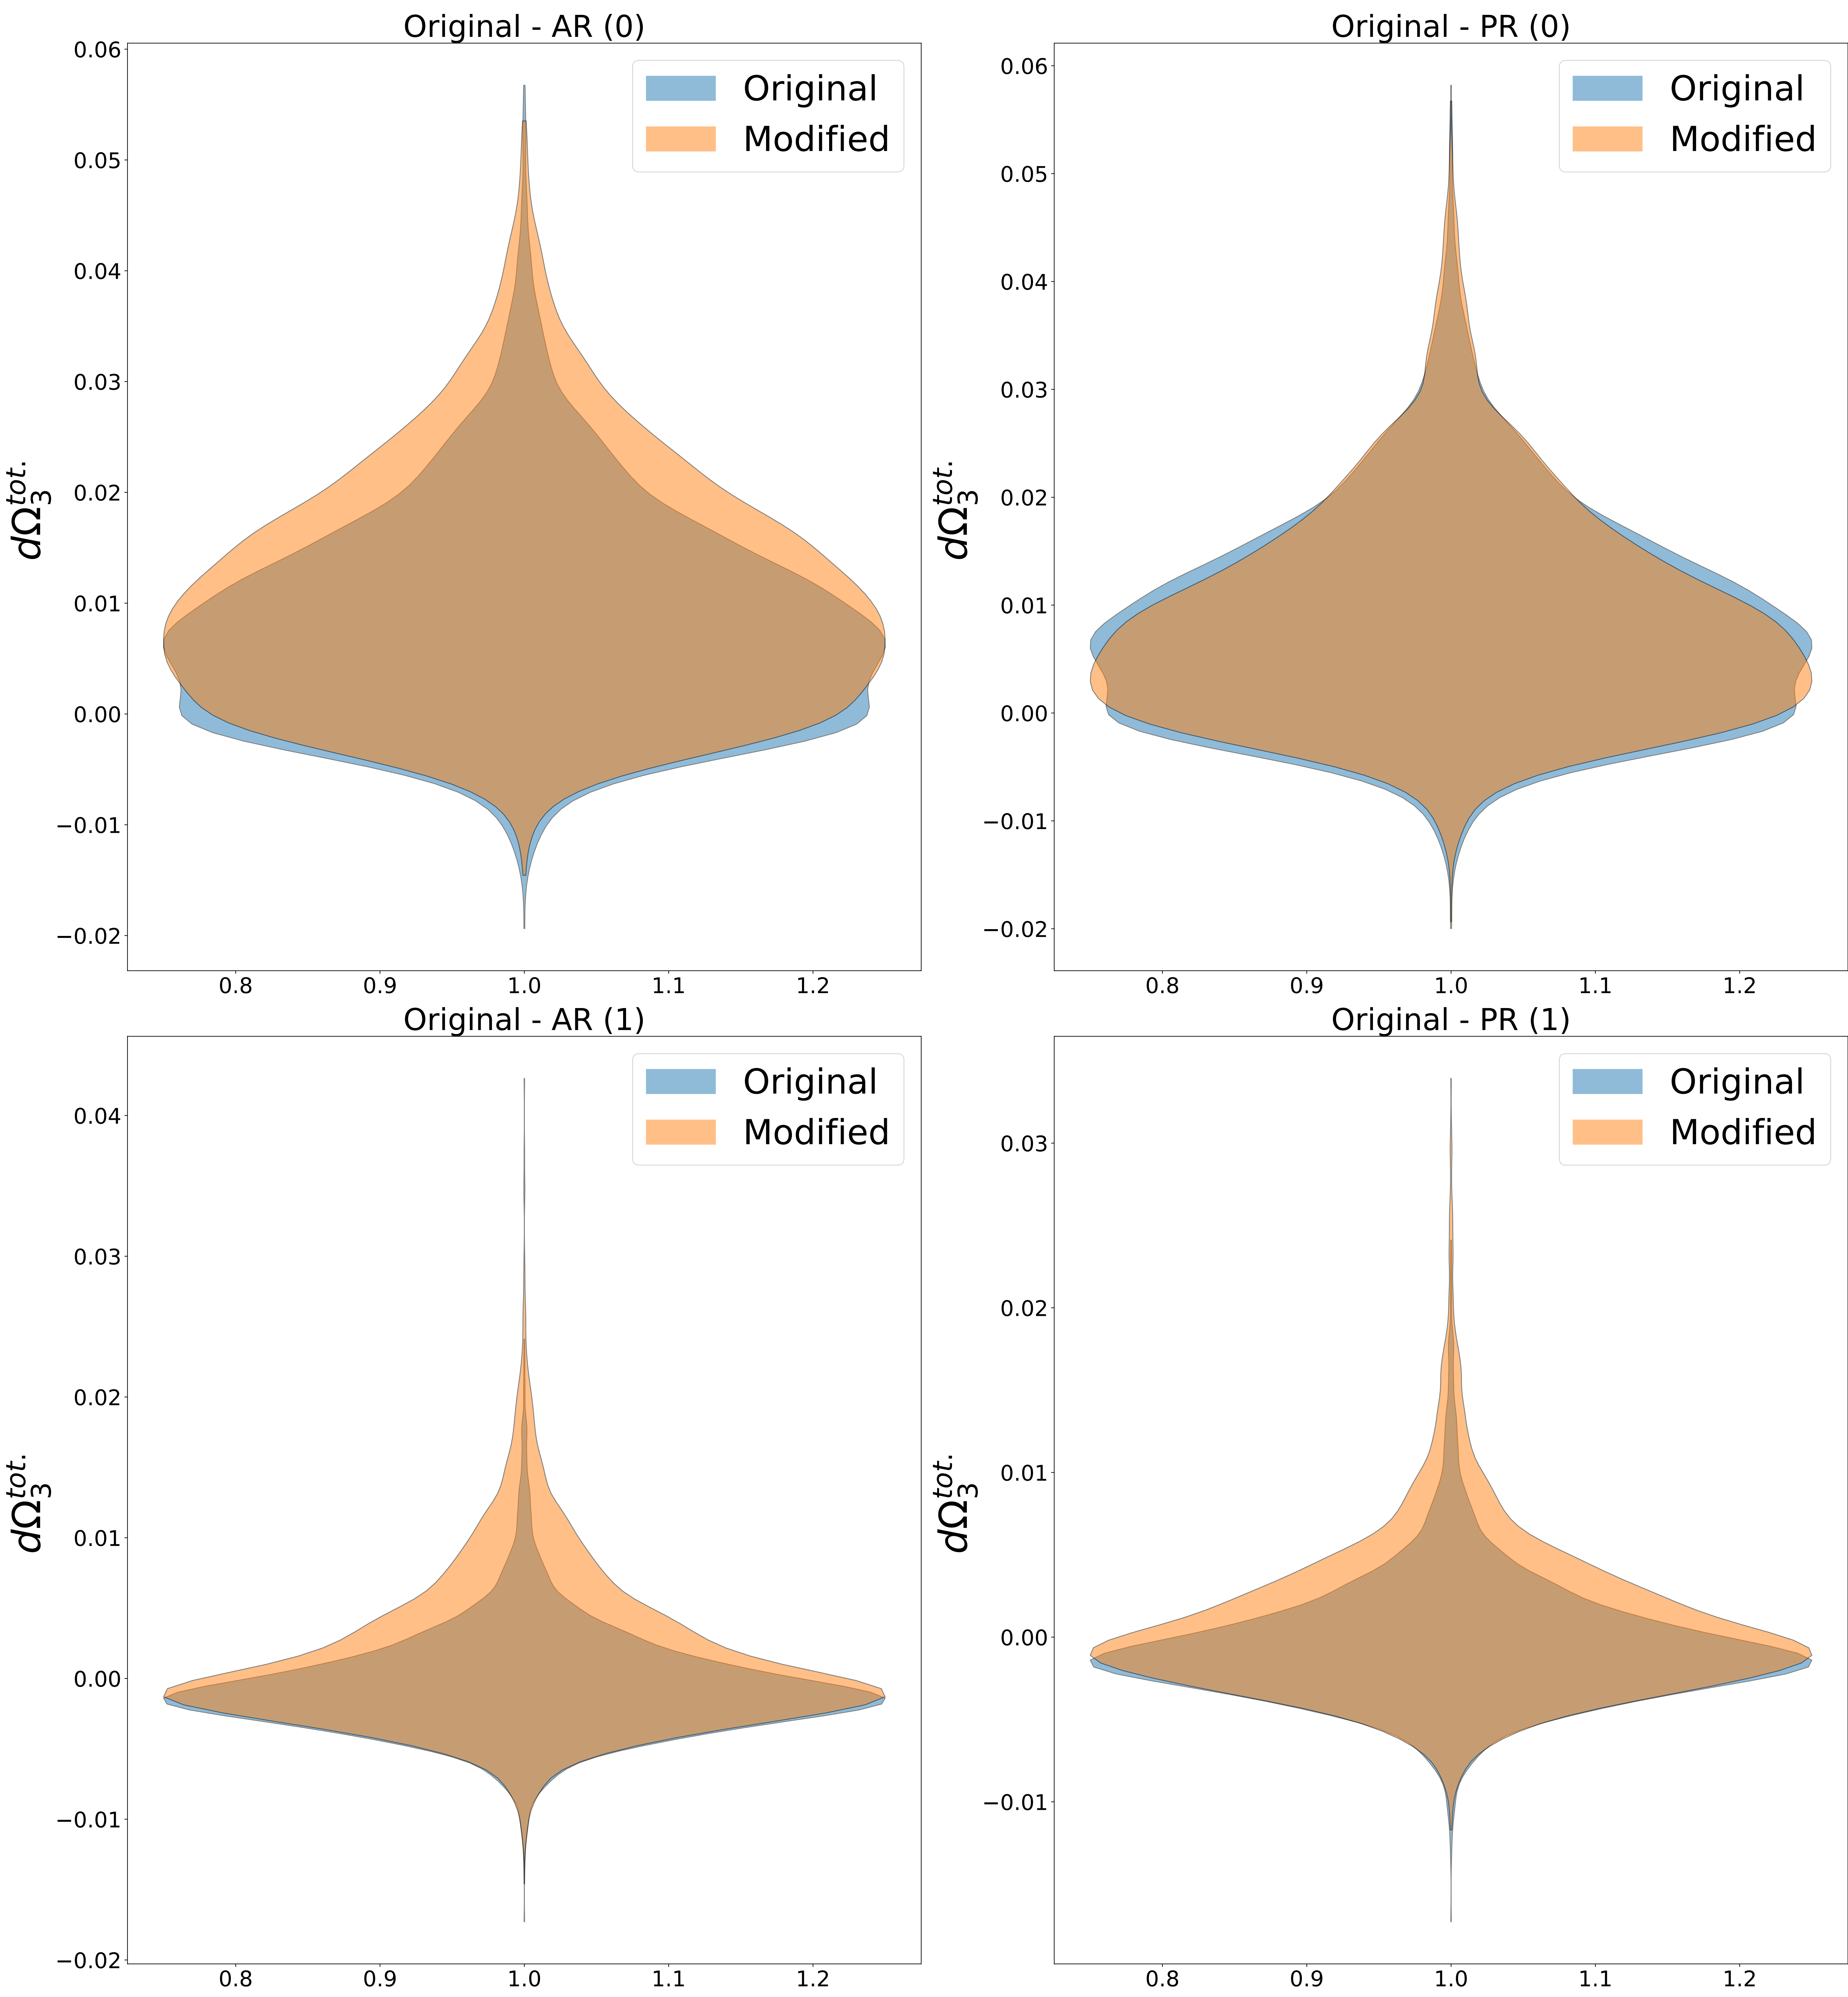 Original - AR (0)
Original
Modified
0.06
0.05
0.04
0.03
0.02
0.01
0.00
−0.01
−0.02
dΩ₃ᵗᵒᵗ·
0.8 0.9 1.0 1.1 1.2
Original - PR (0)
Original
Modified
0.06
0.05
0.04
0.03
0.02
0.01
0.00
−0.01
−0.02
dΩ₃ᵗᵒᵗ·
0.8 0.9 1.0 1.1 1.2
Original - AR (1)
Original
Modified
0.04
0.03
0.02
0.01
0.00
−0.01
−0.02
dΩ₃ᵗᵒᵗ·
0.8 0.9 1.0 1.1 1.2
Original - PR (1)
Original
Modified
0.03
0.02
0.01
0.00
−0.01
dΩ₃ᵗᵒᵗ·
0.8 0.9 1.0 1.1 1.2